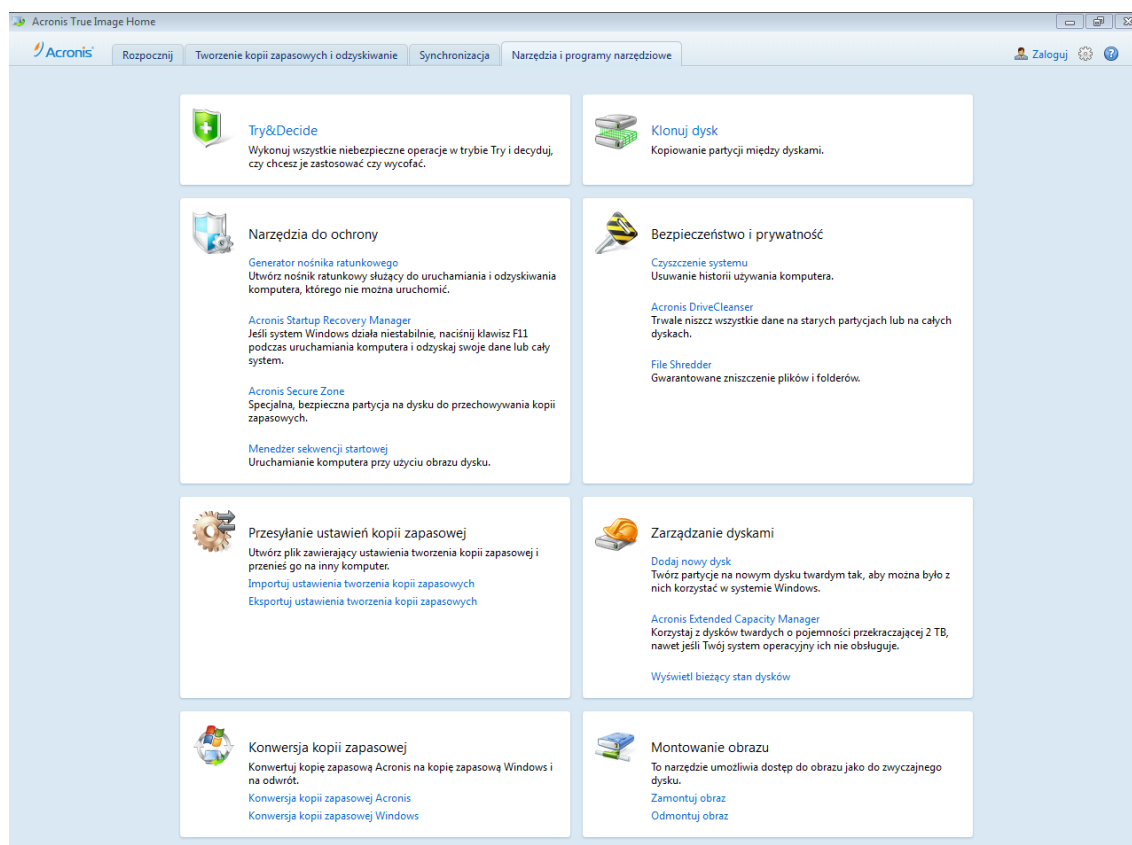 Acronis True Image Home
Acronis
Rozpocznij
Tworzenie kopii zapasowych i odzyskiwanie
Synchronizacja
Narzędzia i programy narzędziowe
Zaloguj
Try&Decide
Wykonuj wszystkie niebezpieczne operacje w trybie Try i decyduj,
czy chcesz je zastosować czy wycofać.
Klonuj dysk
Kopiowanie partycji między dyskami.
Narzędzia do ochrony
Generator nośnika ratunkowego
Utwórz nośnik ratunkowy służący do uruchamiania i odzyskiwania
komputera, którego nie można uruchomić.
Acronis Startup Recovery Manager
Jeśli system Windows działa niestabilnie, naciśnij klawisz F11
podczas uruchamiania komputera i odzyskaj swoje dane lub cały
system.
Acronis Secure Zone
Specjalna, bezpieczna partycja na dysku do przechowywania kopii
zapasowych.
Menedżer sekwencji startowej
Uruchamianie komputera przy użyciu obrazu dysku.
Bezpieczeństwo i prywatność
Czyszczenie systemu
Usuwanie historii używania komputera.
Acronis DriveCleanser
Trwale niszcz wszystkie dane na starych partycjach lub na całych
dyskach.
File Shredder
Gwarantowane zniszczenie plików i folderów.
Przesyłanie ustawień kopii zapasowej
Utwórz plik zawierający ustawienia tworzenia kopii zapasowej i
przenieś go na inny komputer.
Importuj ustawienia tworzenia kopii zapasowych
Eksportuj ustawienia tworzenia kopii zapasowych
Zarządzanie dyskami
Dodaj nowy dysk
Twórz partycje na nowym dysku twardym tak, aby można było z
nich korzystać w systemie Windows.
Acronis Extended Capacity Manager
Korzystaj z dysków twardych o pojemności przekraczającej 2 TB,
nawet jeśli Twój system operacyjny ich nie obsługuje.
Wyświetl bieżący stan dysków
Konwersja kopii zapasowej
Konwertuj kopię zapasową Acronis na kopię zapasową Windows i
na odwrót.
Konwersja kopii zapasowej Acronis
Konwersja kopii zapasowej Windows
Montowanie obrazu
To narzędzie umożliwia dostęp do obrazu jako do zwyczajnego
dysku.
Zamontuj obraz
Odmontuj obraz